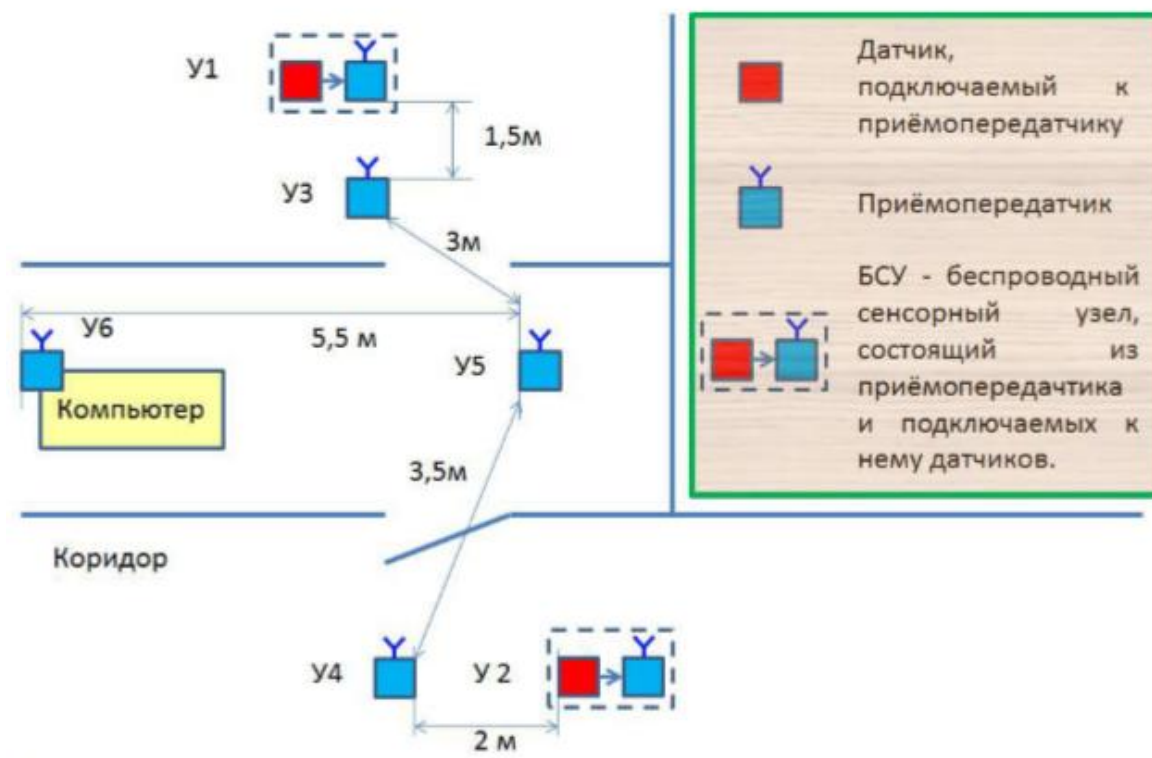 У1
1,5м
У3
3м
У6
5,5 м
У5
Компьютер
3,5м
Коридор
У4
У 2
2 м
Датчик,
подключаемый к
приёмопередатчику
Приёмопередатчик
БСУ - беспроводный
сенсорный узел,
состоящий из
приёмопередачтика
и подключаемых к
нему датчиков.